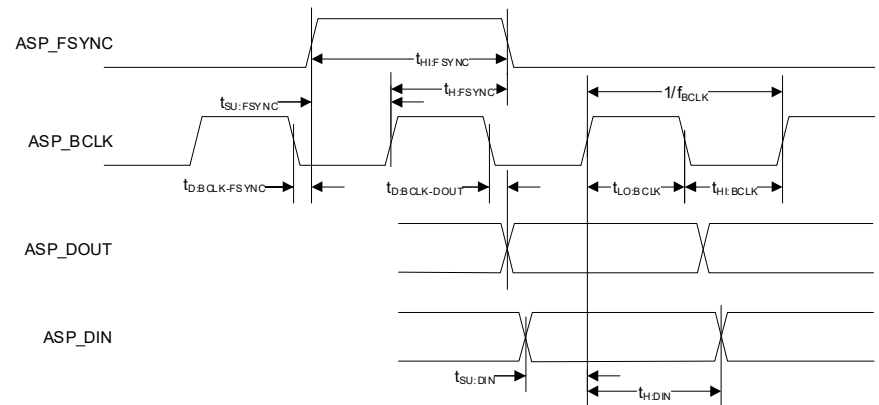 ASP_FSYNC
tHI:FSYNC
tSU:FSYNC
tH:FSYNC
1/fBCLK
ASP_BCLK
tD:BCLK-FSYNC
tD:BCLK-DOUT
tLO:BCLK
tHI:BCLK
ASP_DOUT
ASP_DIN
tSU:DIN
tH:DIN